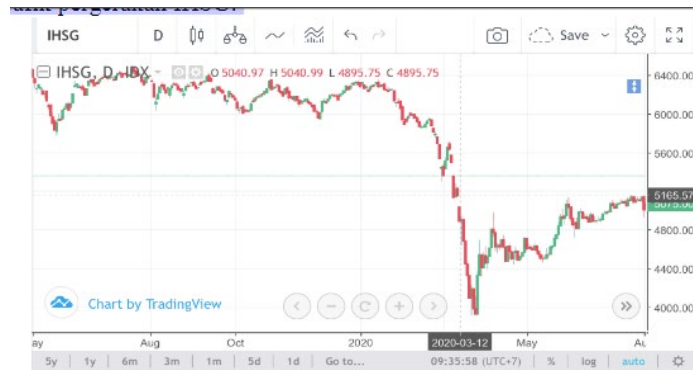 IHSG D Save
IHSG, D, IDX O 5040.97 H 5040.99 L 4895.75 C 4895.75
6400.00
6000.00
5600.00
5165.57
5075.00
4800.00
4400.00
4000.00
Chart by TradingView
Aug Oct 2020 2020-03-12 May
5y 1y 6m 3m 1m 5d 1d Go to... 09:35:58 (UTC+7) % log auto